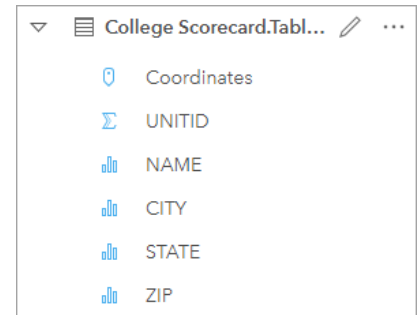 College Scorecard.Tabl... ...
Coordinates
UNITID
NAME
CITY
STATE
ZIP